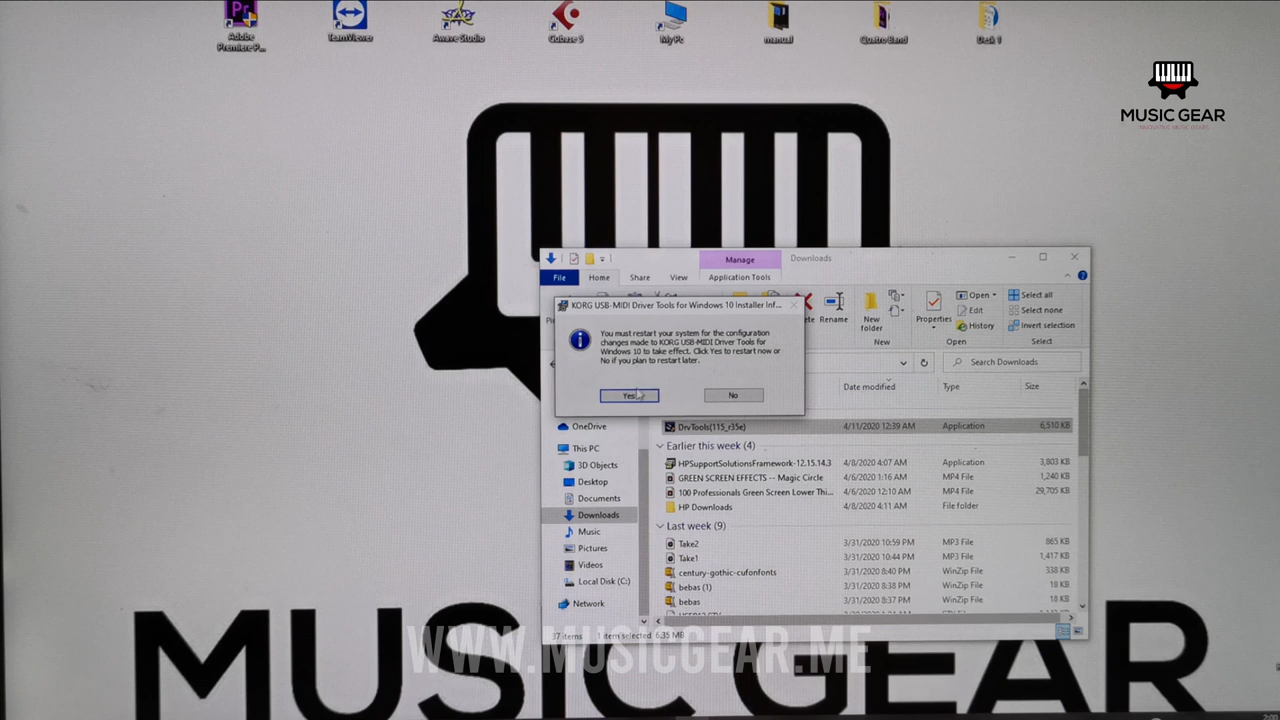 Adobe
Premiere P...
TeamViewer
Awave Studio
Cubase 5
My Pc
manual
Quatro Band
Desk 1
MUSIC GEAR
INNOVATIVE MUSIC GEARS
Manage
Downloads
File
Home
Share
View
Application Tools
KORG USB-MIDI Driver Tools for Windows 10 Installer Inf...
You must restart your system for the configuration
changes made to KORG USB-MIDI Driver Tools for
Windows 10 to take effect. Click Yes to restart now or
No if you plan to restart later.
Yes
No
Rename
New
folder
New
Properties
Open
Edit
History
Open
Select all
Select none
Invert selection
Select
Search Downloads
Date modified
Type
Size
DrvTools(115_r35e) 4/11/2020 12:39 AM Application 6,510 KB
Earlier this week (4)
HPSupportSolutionsFramework-12.15.14.3 4/8/2020 4:07 AM Application 3,803 KB
GREEN SCREEN EFFECTS -- Magic Circle 4/6/2020 1:16 AM MP4 File 1,240 KB
100 Professionals Green Screen Lower Thi... 4/6/2020 12:10 AM MP4 File 29,705 KB
HP Downloads 4/8/2020 4:11 AM File folder
Last week (9)
Take2 3/31/2020 10:59 PM MP3 File 865 KB
Take1 3/31/2020 10:44 PM MP3 File 1,417 KB
century-gothic-cufonfonts 3/31/2020 8:40 PM WinZip File 338 KB
bebas (1) 3/31/2020 8:38 PM WinZip File 18 KB
bebas 3/31/2020 8:37 PM WinZip File 18 KB
OneDrive
This PC
3D Objects
Desktop
Documents
Downloads
Music
Pictures
Videos
Local Disk (C:)
Network
37 items
1 item selected 6.35 MB
WWW.MUSICGEAR.ME
MUSIC GEAR